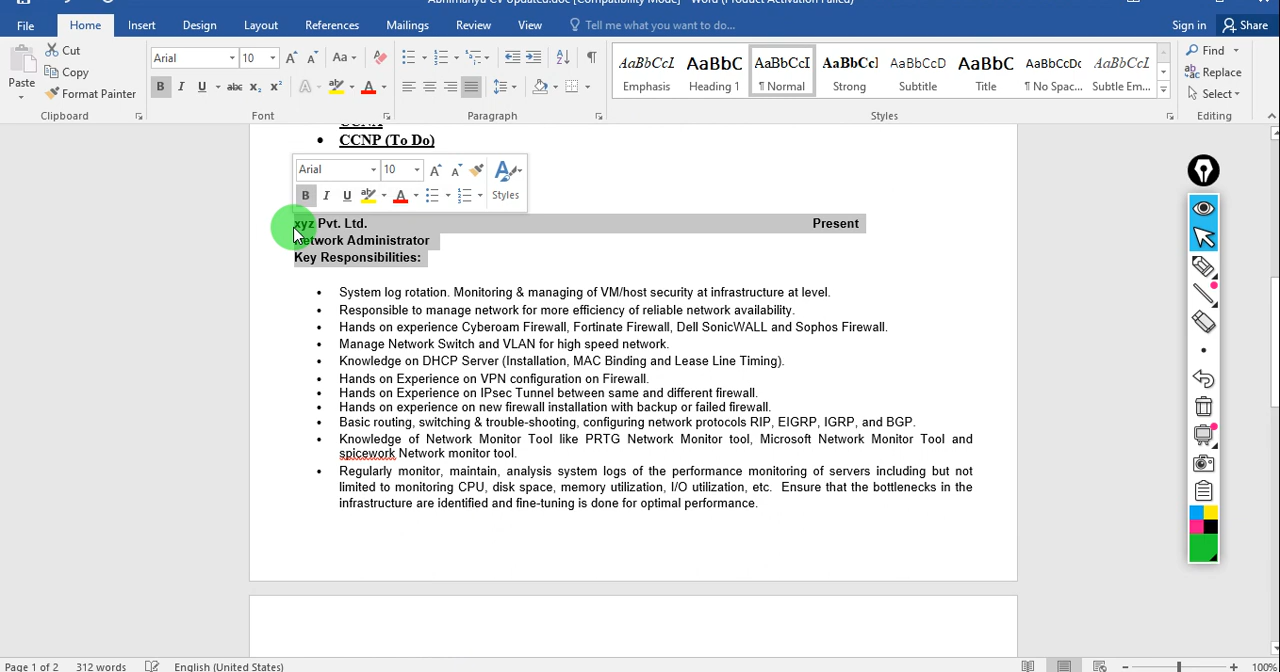 Abhimanyu CV Updated.doc [Compatibility Mode] - Word (Product Activation Failed)
File Home Insert Design Layout References Mailings Review View Tell me what you want to do... Sign in Share
Paste
Cut
Copy
Format Painter
Clipboard
Arial 10
Font
Paragraph
AaBbCcI AaBbC AaBbCcI AaBbCc AaBbCcD AaBbC AaBbCcDc AaBbCcI
Emphasis Heading 1 ¶ Normal Strong Subtitle Title ¶ No Spac... Subtle Em...
Styles
Find
Replace
Select
Editing
CCNA
• CCNP (To Do)
Arial 10
B I U Styles
xyz Pvt. Ltd. Present
Network Administrator
Key Responsibilities:
• System log rotation. Monitoring & managing of VM/host security at infrastructure at level.
• Responsible to manage network for more efficiency of reliable network availability.
• Hands on experience Cyberoam Firewall, Fortinate Firewall, Dell SonicWALL and Sophos Firewall.
• Manage Network Switch and VLAN for high speed network.
• Knowledge on DHCP Server (Installation, MAC Binding and Lease Line Timing).
• Hands on Experience on VPN configuration on Firewall.
• Hands on Experience on IPsec Tunnel between same and different firewall.
• Hands on experience on new firewall installation with backup or failed firewall.
• Basic routing, switching & trouble-shooting, configuring network protocols RIP, EIGRP, IGRP, and BGP.
• Knowledge of Network Monitor Tool like PRTG Network Monitor tool, Microsoft Network Monitor Tool and
spicework Network monitor tool.
• Regularly monitor, maintain, analysis system logs of the performance monitoring of servers including but not
limited to monitoring CPU, disk space, memory utilization, I/O utilization, etc. Ensure that the bottlenecks in the
infrastructure are identified and fine-tuning is done for optimal performance.
Page 1 of 2 312 words English (United States) 100%